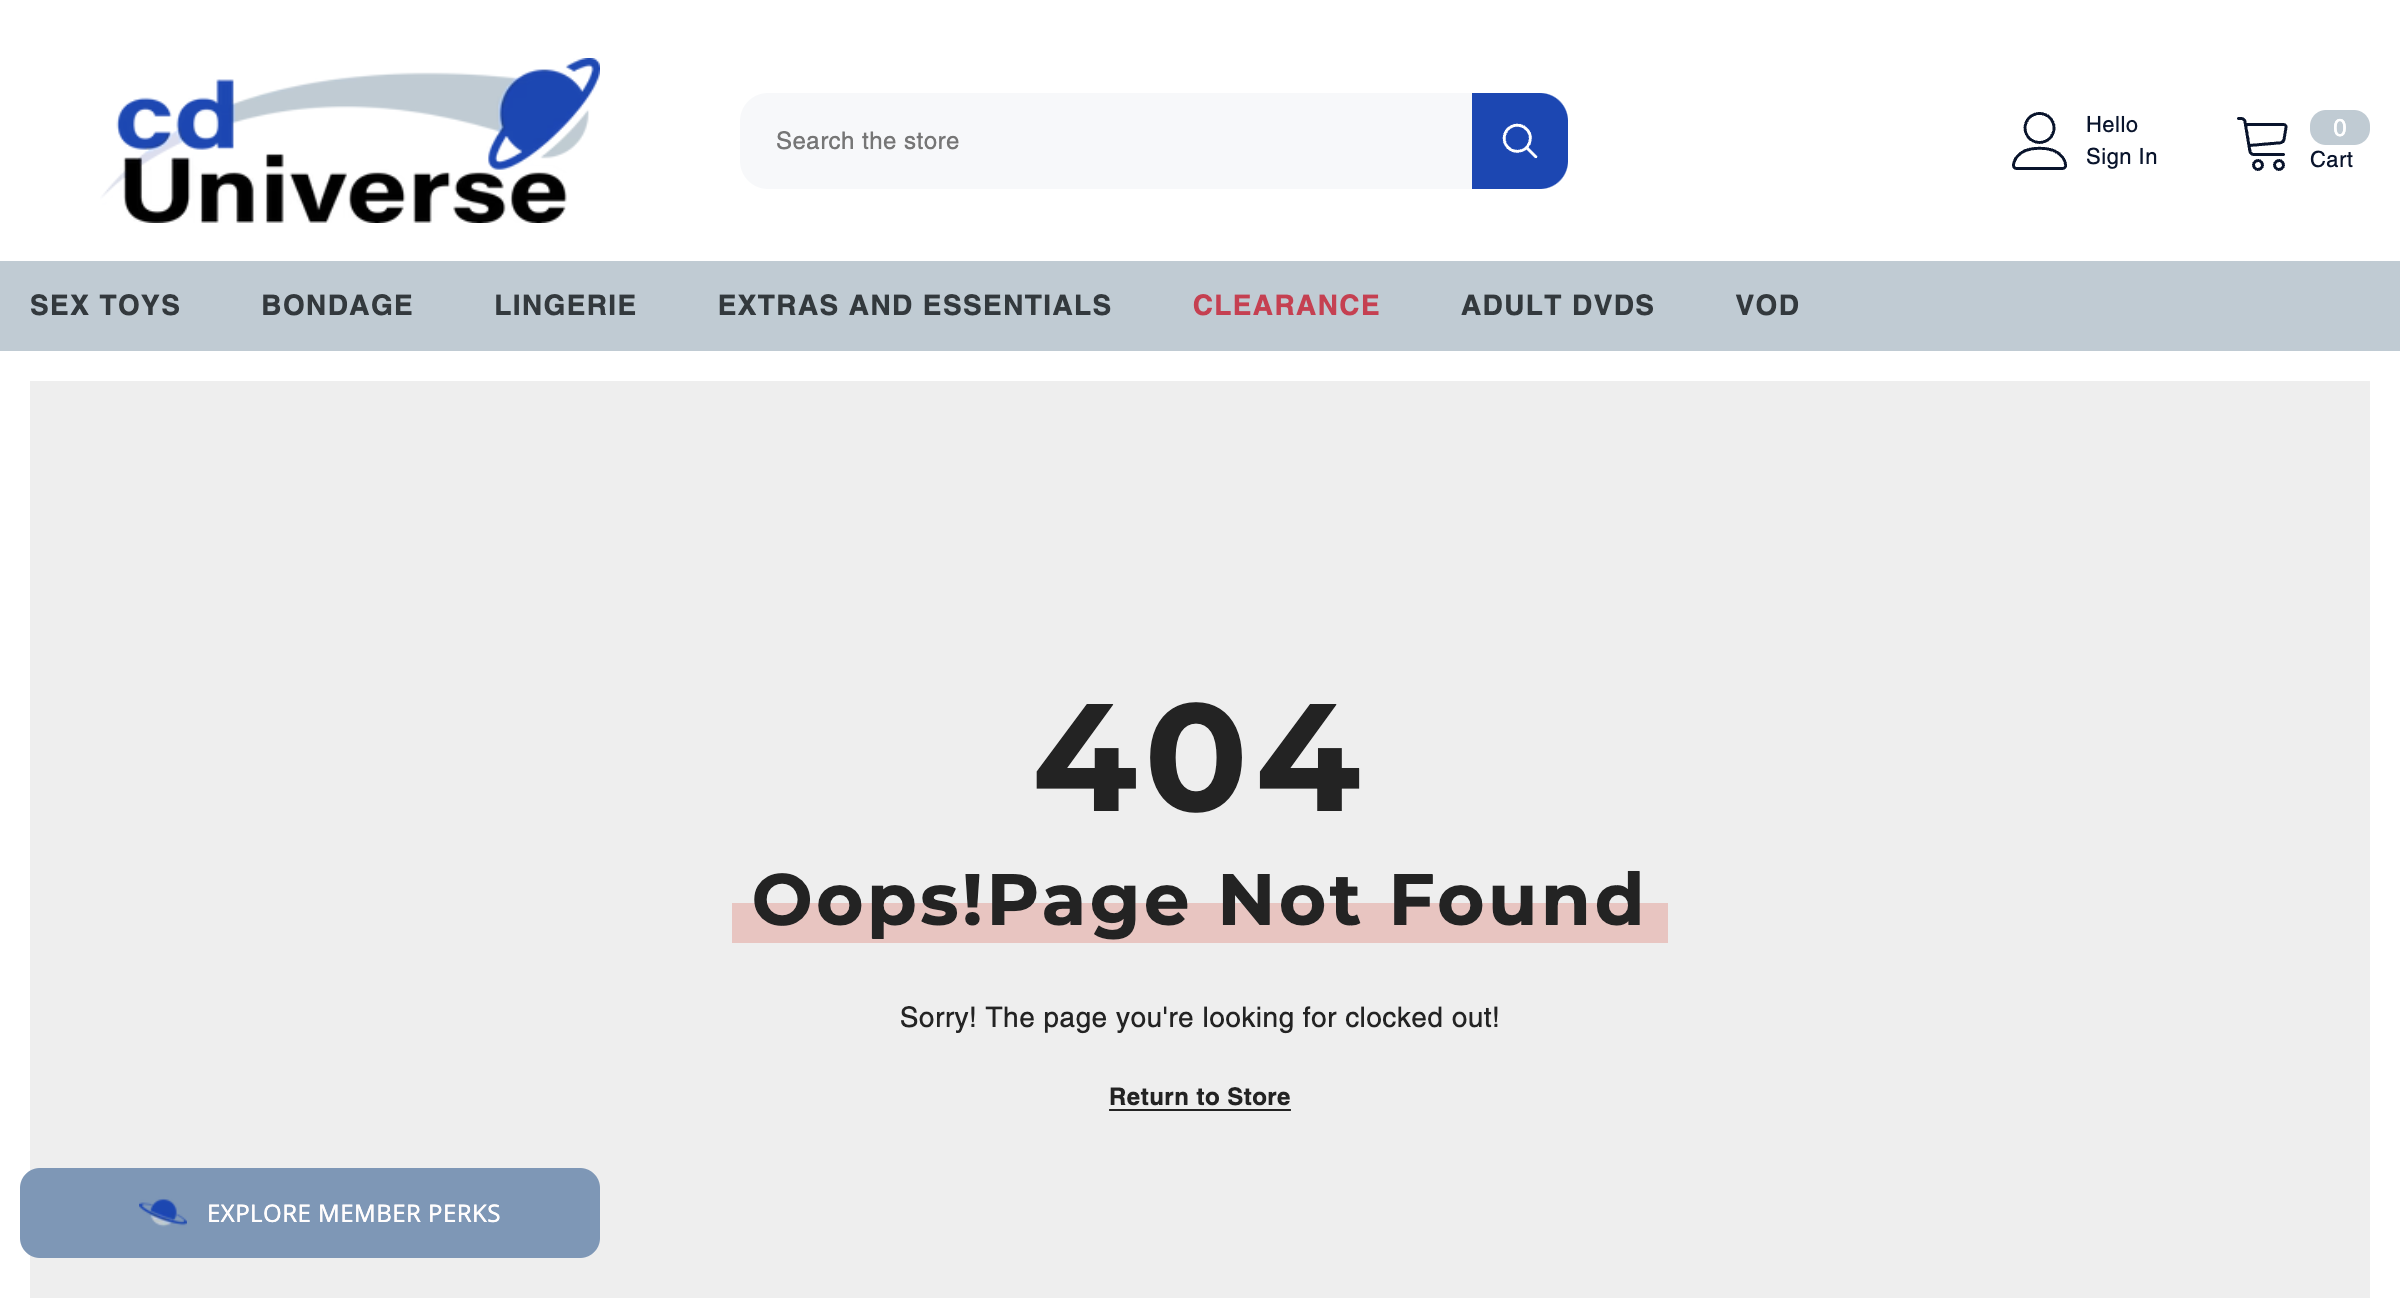 cd
Universe
Search the store
Hello
Sign In
0
Cart
SEX TOYS BONDAGE LINGERIE EXTRAS AND ESSENTIALS CLEARANCE ADULT DVDS VOD
404
Oops!Page Not Found
Sorry! The page you're looking for clocked out!
Return to Store
EXPLORE MEMBER PERKS